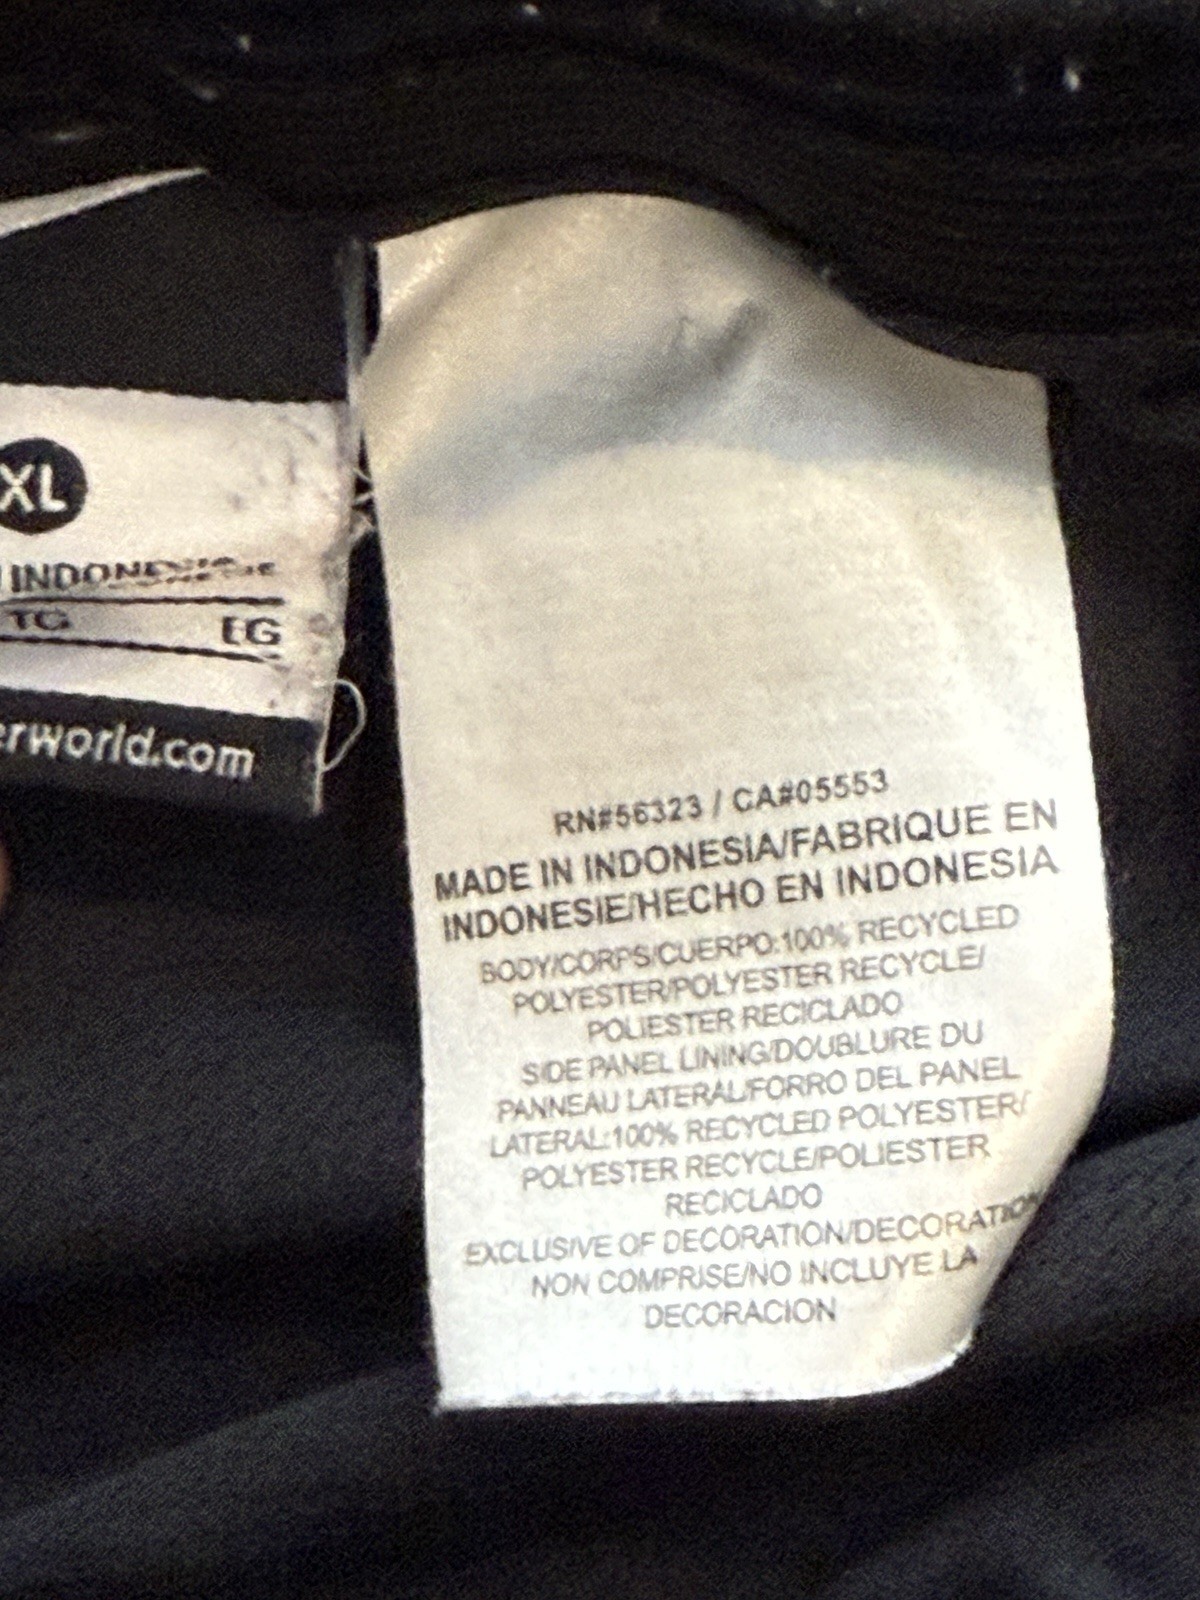 XL
INDONESIE
TG EG
erworld.com
RN#56323 / CA#05553
MADE IN INDONESIA/FABRIQUE EN
INDONESIE/HECHO EN INDONESIA
BODY/CORPS/CUERPO:100% RECYCLED
POLYESTER/POLYESTER RECYCLE/
POLIESTER RECICLADO
SIDE PANEL LINING/DOUBLURE DU
PANNEAU LATERAL/FORRO DEL PANEL
LATERAL:100% RECYCLED POLYESTER/
POLYESTER RECYCLE/POLIESTER
RECICLADO
EXCLUSIVE OF DECORATION/DECORATION
NON COMPRISE/NO INCLUYE LA
DECORACION